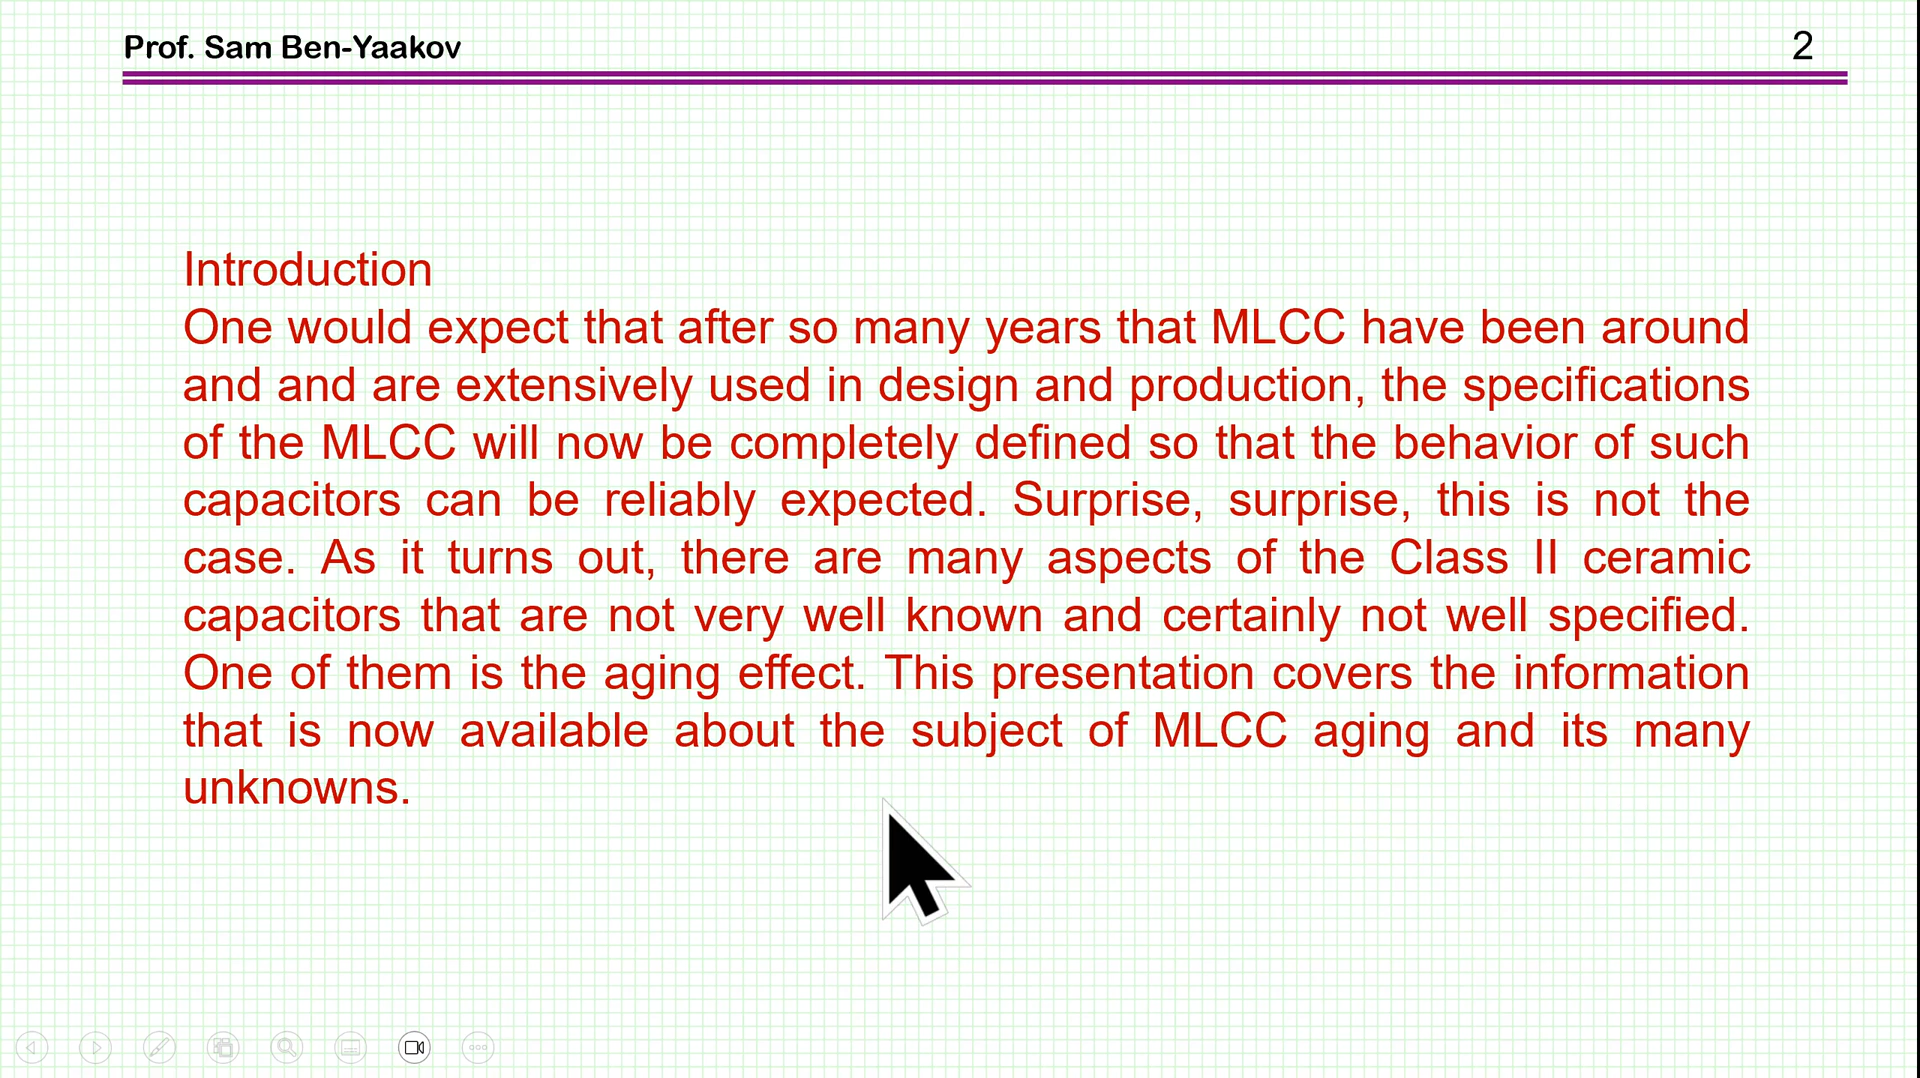 Prof. Sam Ben-Yaakov
2
Introduction
One would expect that after so many years that MLCC have been around
and and are extensively used in design and production, the specifications
of the MLCC will now be completely defined so that the behavior of such
capacitors can be reliably expected. Surprise, surprise, this is not the
case. As it turns out, there are many aspects of the Class II ceramic
capacitors that are not very well known and certainly not well specified.
One of them is the aging effect. This presentation covers the information
that is now available about the subject of MLCC aging and its many
unknowns.